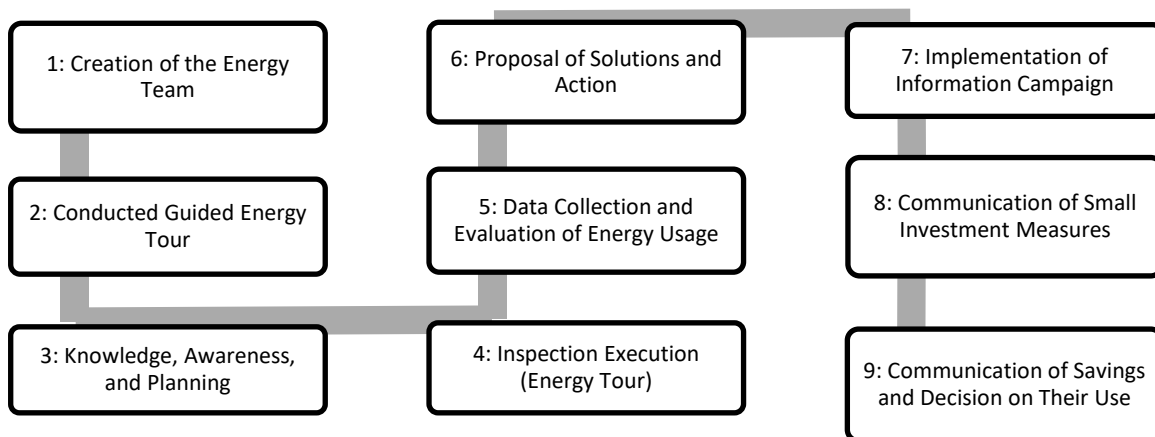 1: Creation of the Energy
Team
2: Conducted Guided Energy
Tour
3: Knowledge, Awareness,
and Planning
4: Inspection Execution
(Energy Tour)
5: Data Collection and
Evaluation of Energy Usage
6: Proposal of Solutions and
Action
7: Implementation of
Information Campaign
8: Communication of Small
Investment Measures
9: Communication of Savings
and Decision on Their Use